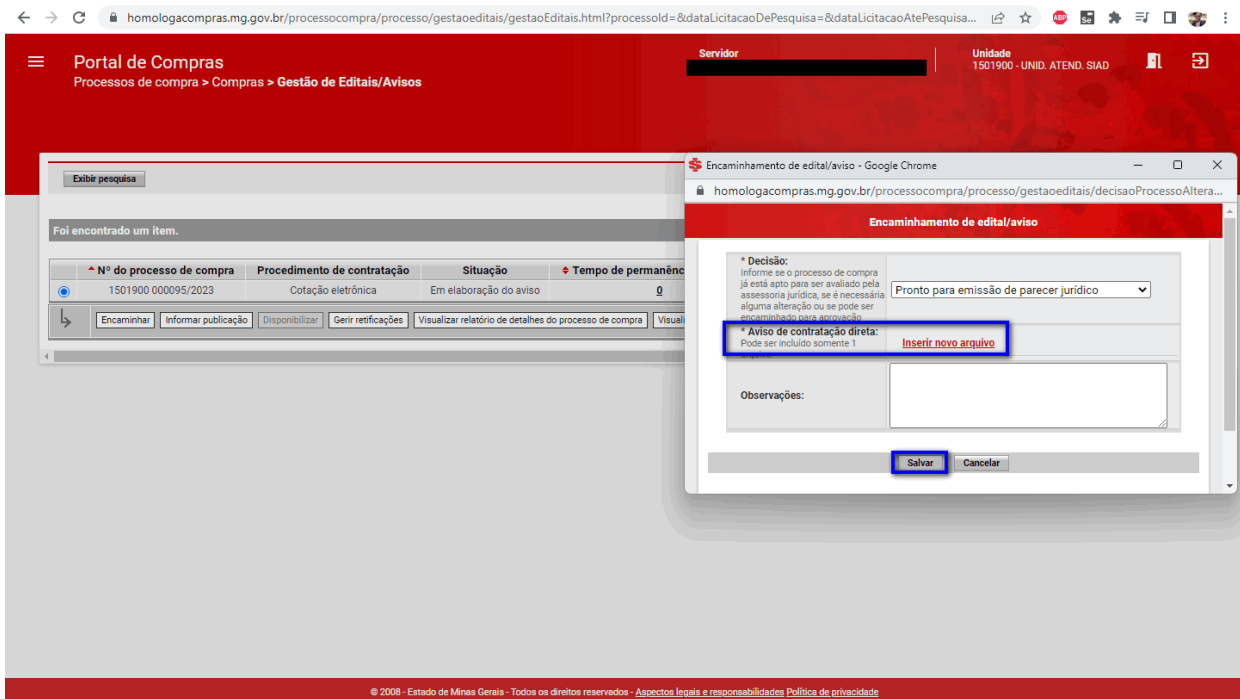 homologacompras.mg.gov.br/processocompra/processo/gestaoeditais/gestaoEditais.html?processoId=&dataLicitacaoDePesquisa=&dataLicitacaoAtePesquisa...
ABP
Se
Portal de Compras
Processos de compra > Compras > Gestão de Editais/Avisos
Servidor
Unidade
1501900 - UNID. ATEND. SIAD
Exibir pesquisa
Foi encontrado um item.
Nº do processo de compra Procedimento de contratação Situação Tempo de permanênc
1501900 000095/2023 Cotação eletrônica Em elaboração do aviso 0
Encaminhar Informar publicação Disponibilizar Gerir retificações Visualizar relatório de detalhes do processo de compra Visuali
Encaminhamento de edital/aviso - Google Chrome
homologacompras.mg.gov.br/processocompra/processo/gestaoeditais/decisaoProcessoAltera...
Encaminhamento de edital/aviso
* Decisão:
Informe se o processo de compra
já está apto para ser avaliado pela
assessoria jurídica, se é necessária
alguma alteração ou se pode ser
encaminhado para aprovação
Pronto para emissão de parecer jurídico
* Aviso de contratação direta:
Pode ser incluído somente 1
arquivo.
Inserir novo arquivo
Observações:
Salvar Cancelar
© 2008 - Estado de Minas Gerais - Todos os direitos reservados - Aspectos legais e responsabilidades Política de privacidade